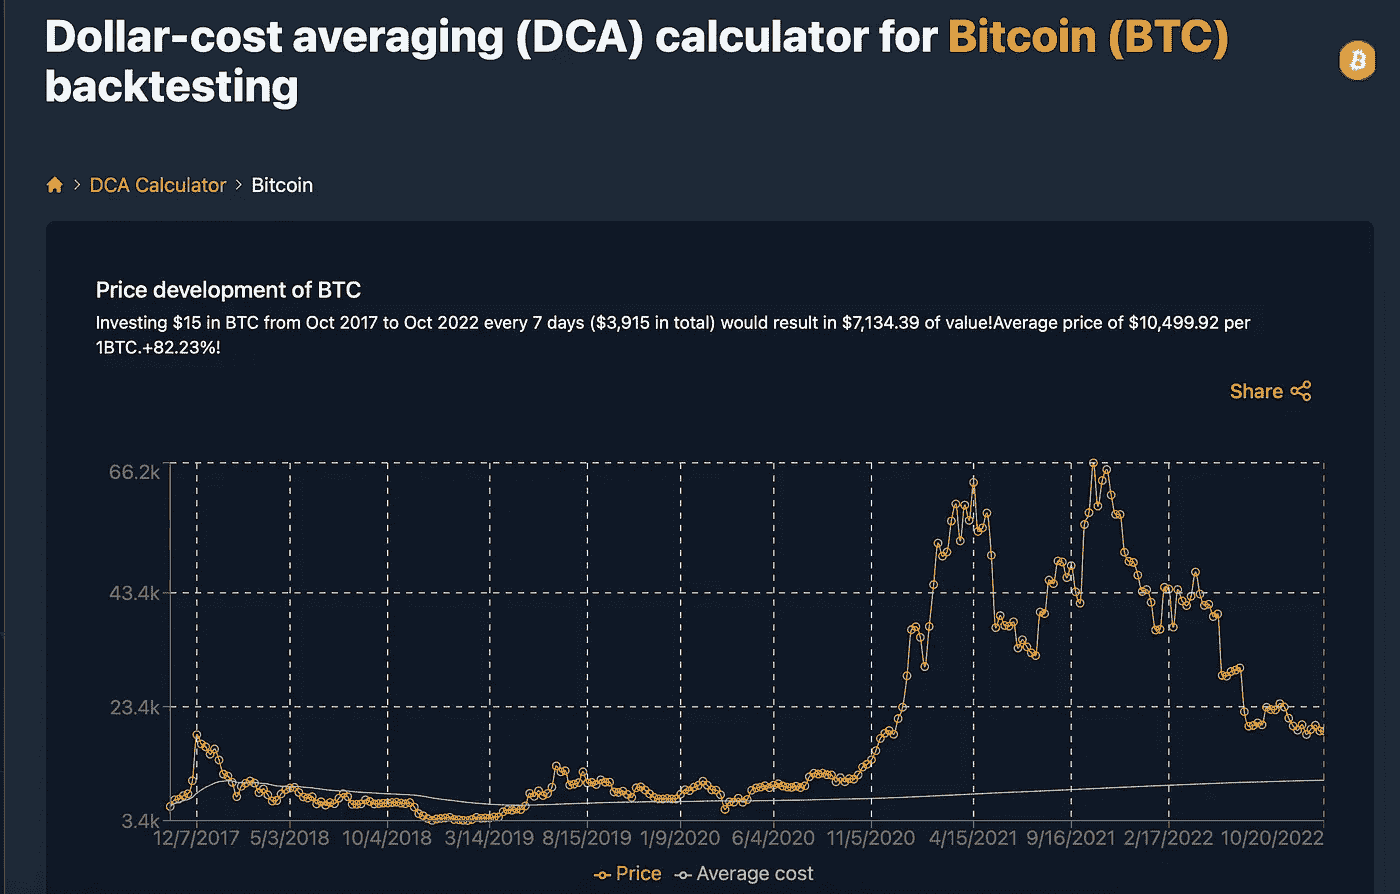 Dollar-cost averaging (DCA) calculator for Bitcoin (BTC)
backtesting
DCA Calculator > Bitcoin
Price development of BTC
Investing $15 in BTC from Oct 2017 to Oct 2022 every 7 days ($3,915 in total) would result in $7,134.39 of value!Average price of $10,499.92 per
1BTC.+82.23%!
Share
66.2k
43.4k
23.4k
3.4k
12/7/2017 5/3/2018 10/4/2018 3/14/2019 8/15/2019 1/9/2020 6/4/2020 11/5/2020 4/15/2021 9/16/2021 2/17/2022 10/20/2022
Price Average cost